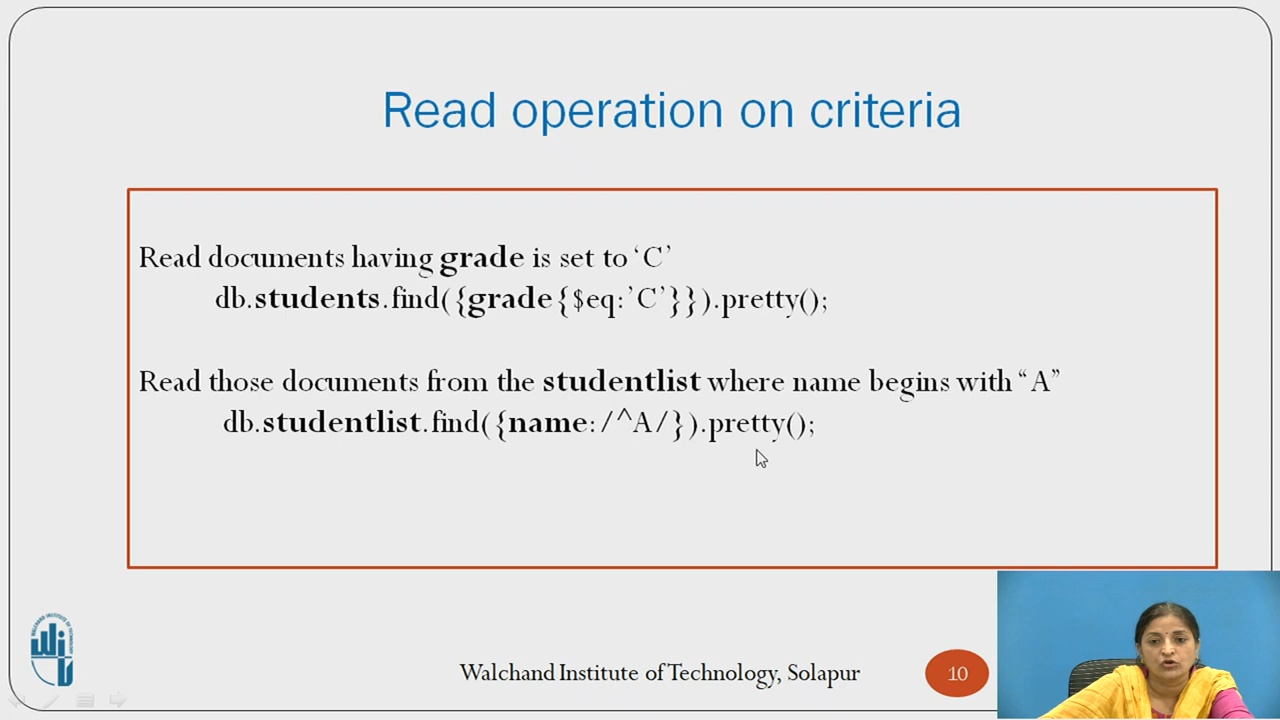 Read operation on criteria
Read documents having grade is set to ‘C’
db.students.find({grade{$eq:’C’}}).pretty();
Read those documents from the studentlist where name begins with “A”
db.studentlist.find({name:/^A/}).pretty();
Walchand Institute of Technology, Solapur
10